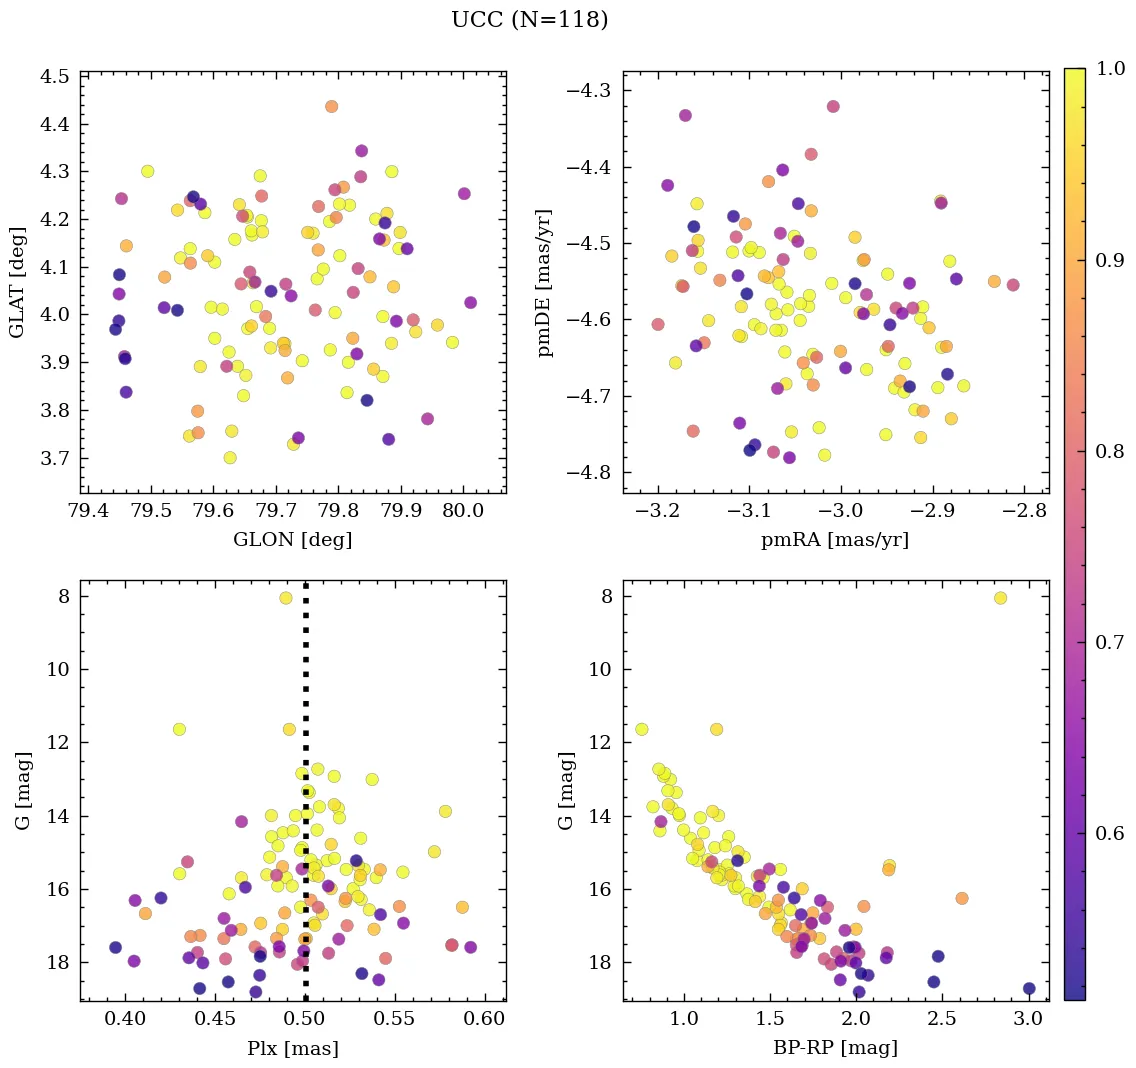 UCC (N=118)
4.5
4.4
4.3
4.2
4.1
4.0
3.9
3.8
3.7
GLAT [deg]
79.4 79.5 79.6 79.7 79.8 79.9 80.0
GLON [deg]
−4.3
−4.4
−4.5
−4.6
−4.7
−4.8
pmDE [mas/yr]
−3.2 −3.1 −3.0 −2.9 −2.8
pmRA [mas/yr]
8
10
12
14
16
18
G [mag]
0.40 0.45 0.50 0.55 0.60
Plx [mas]
8
10
12
14
16
18
G [mag]
1.0 1.5 2.0 2.5 3.0
BP-RP [mag]
1.0
0.9
0.8
0.7
0.6